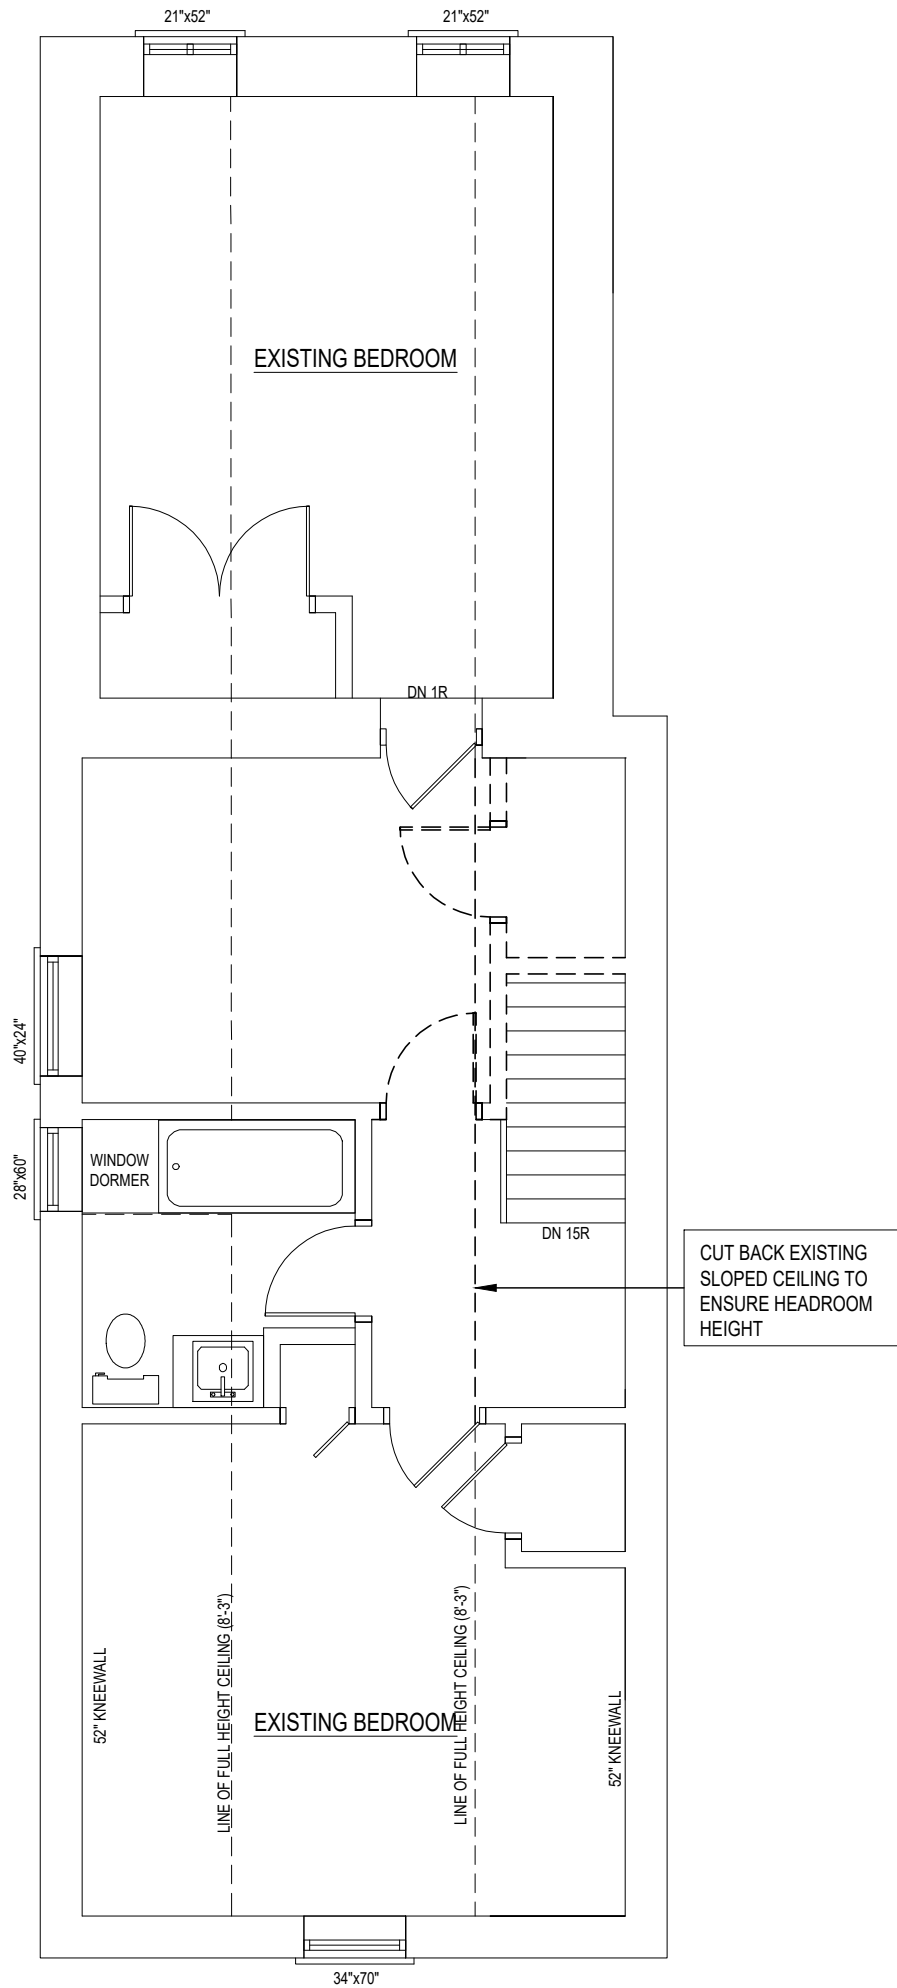 21"x52"
21"x52"
EXISTING BEDROOM
DN 1R
40"x24"
28"x60"
WINDOW
DORMER
DN 15R
CUT BACK EXISTING
SLOPED CEILING TO
ENSURE HEADROOM
HEIGHT
52" KNEEWALL
LINE OF FULL HEIGHT CEILING (8'-3")
LINE OF FULL HEIGHT CEILING (8'-3")
52" KNEEWALL
EXISTING BEDROOM
34"x70"